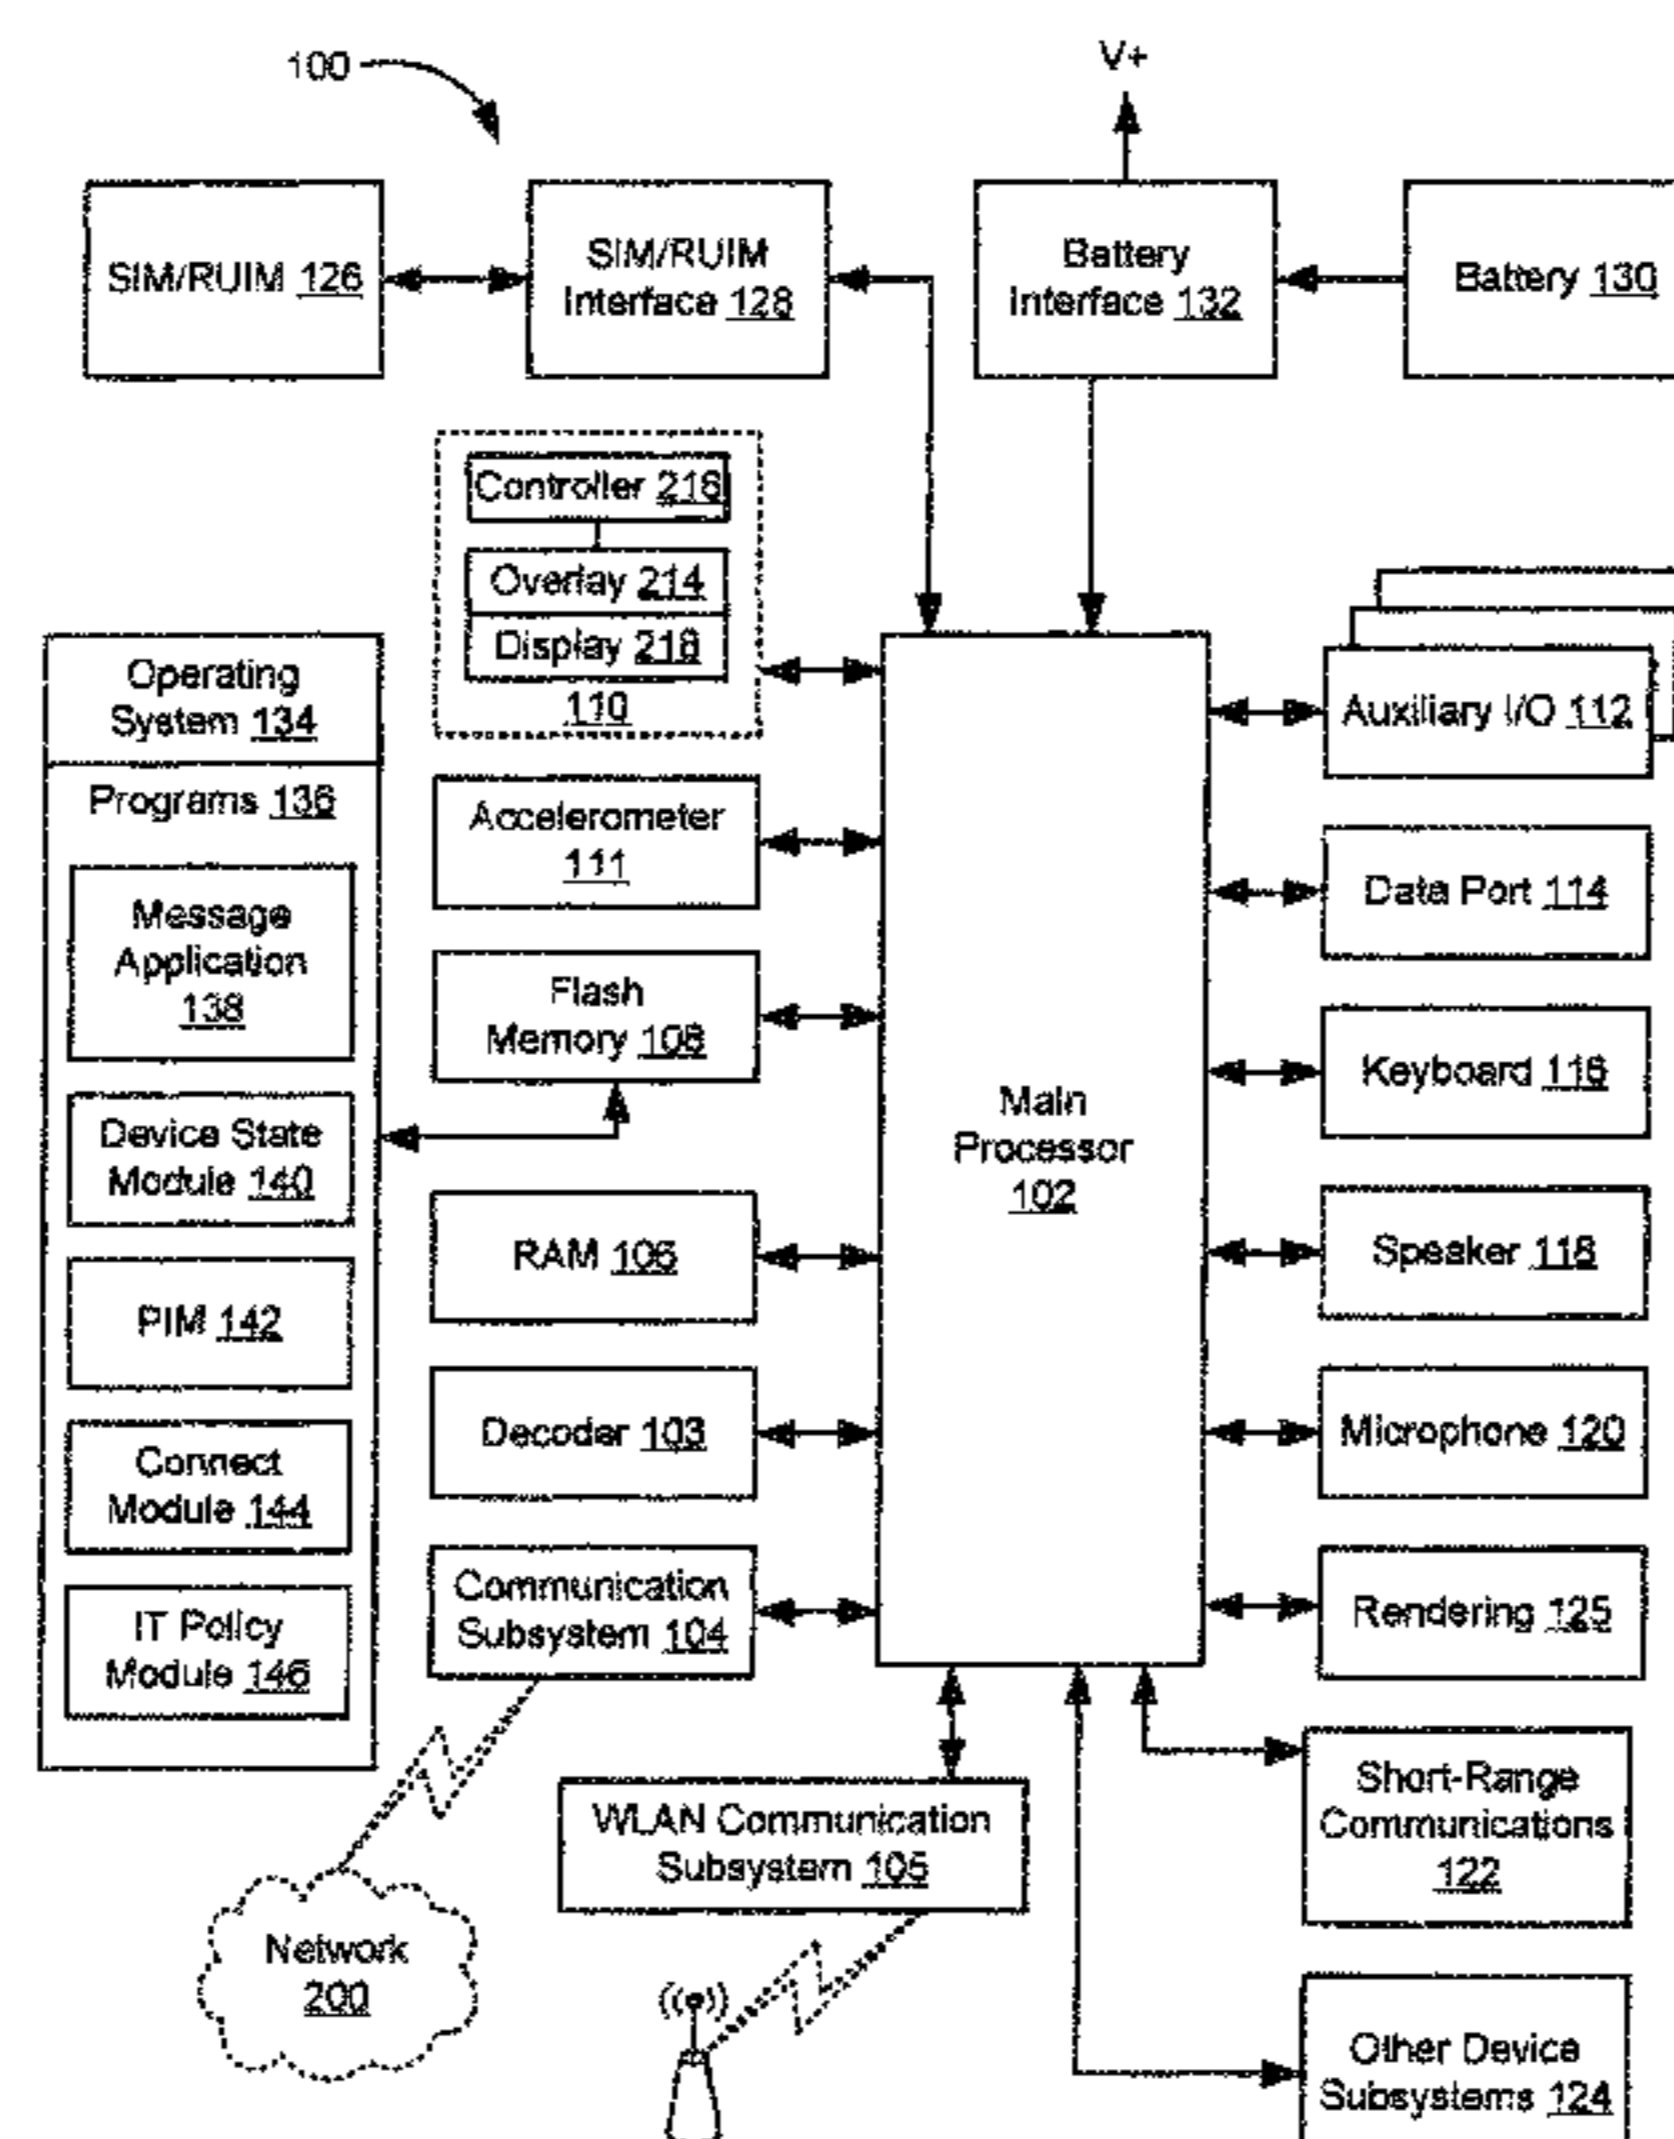 100
V+
SIM/RUIM 126
SIM/RUIM
Interface 128
Battery
Interface 132
Battery 130
Controller 216
Overlay 214
Display 218
110
Operating
System 134
Programs 136
Message
Application
138
Device State
Module 140
PIM 142
Connect
Module 144
IT Policy
Module 146
Accelerometer
111
Flash
Memory 108
RAM 106
Decoder 103
Communication
Subsystem 104
Main
Processor
102
Auxiliary I/O 112
Data Port 114
Keyboard 116
Speaker 118
Microphone 120
Rendering 125
Short-Range
Communications
122
Other Device
Subsystems 124
WLAN Communication
Subsystem 105
Network
200